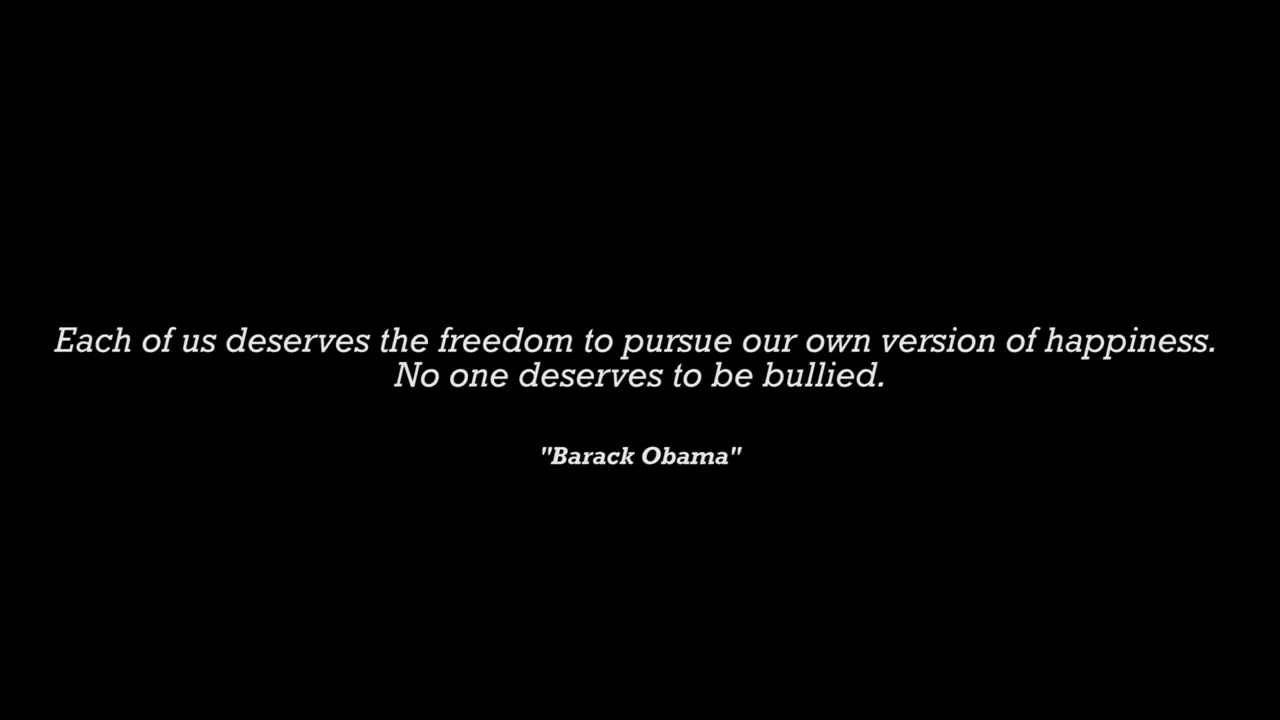 Each of us deserves the freedom to pursue our own version of happiness.
No one deserves to be bullied.
"Barack Obama"